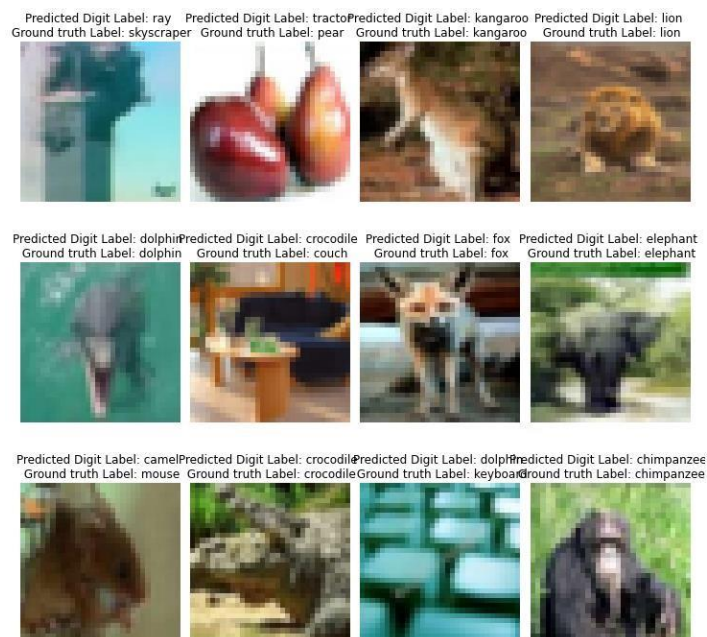 Predicted Digit Label: ray
Ground truth Label: skyscraper
Predicted Digit Label: tractor
Ground truth Label: pear
Predicted Digit Label: kangaroo
Ground truth Label: kangaroo
Predicted Digit Label: lion
Ground truth Label: lion
Predicted Digit Label: dolphin
Ground truth Label: dolphin
Predicted Digit Label: crocodile
Ground truth Label: couch
Predicted Digit Label: fox
Ground truth Label: fox
Predicted Digit Label: elephant
Ground truth Label: elephant
Predicted Digit Label: camel
Ground truth Label: mouse
Predicted Digit Label: crocodile
Ground truth Label: crocodile
Predicted Digit Label: dolphin
Ground truth Label: keyboard
Predicted Digit Label: chimpanzee
Ground truth Label: chimpanzee